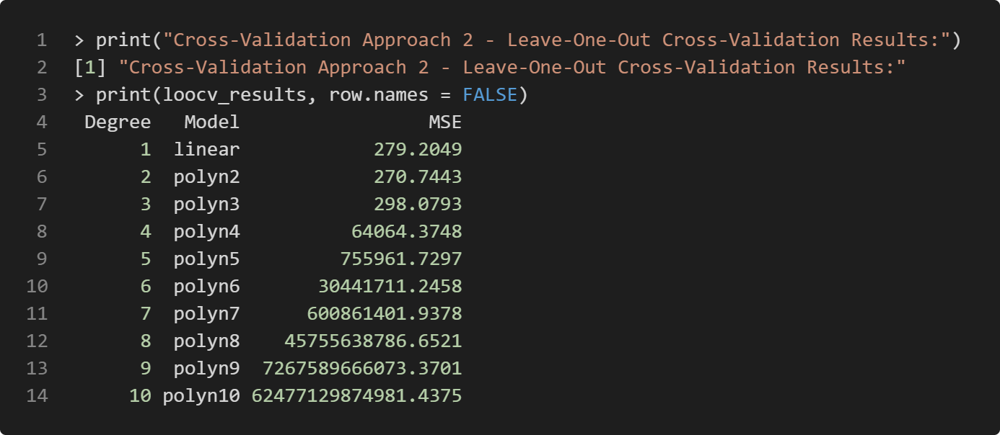 1 > print("Cross-Validation Approach 2 - Leave-One-Out Cross-Validation Results:")
2 [1] "Cross-Validation Approach 2 - Leave-One-Out Cross-Validation Results:"
3 > print(loocv_results, row.names = FALSE)
4 Degree Model MSE
5 1 linear 279.2049
6 2 polyn2 270.7443
7 3 polyn3 298.0793
8 4 polyn4 64064.3748
9 5 polyn5 755961.7297
10 6 polyn6 30441711.2458
11 7 polyn7 600861401.9378
12 8 polyn8 45755638786.6521
13 9 polyn9 7267589666073.3701
14 10 polyn10 62477129874981.4375